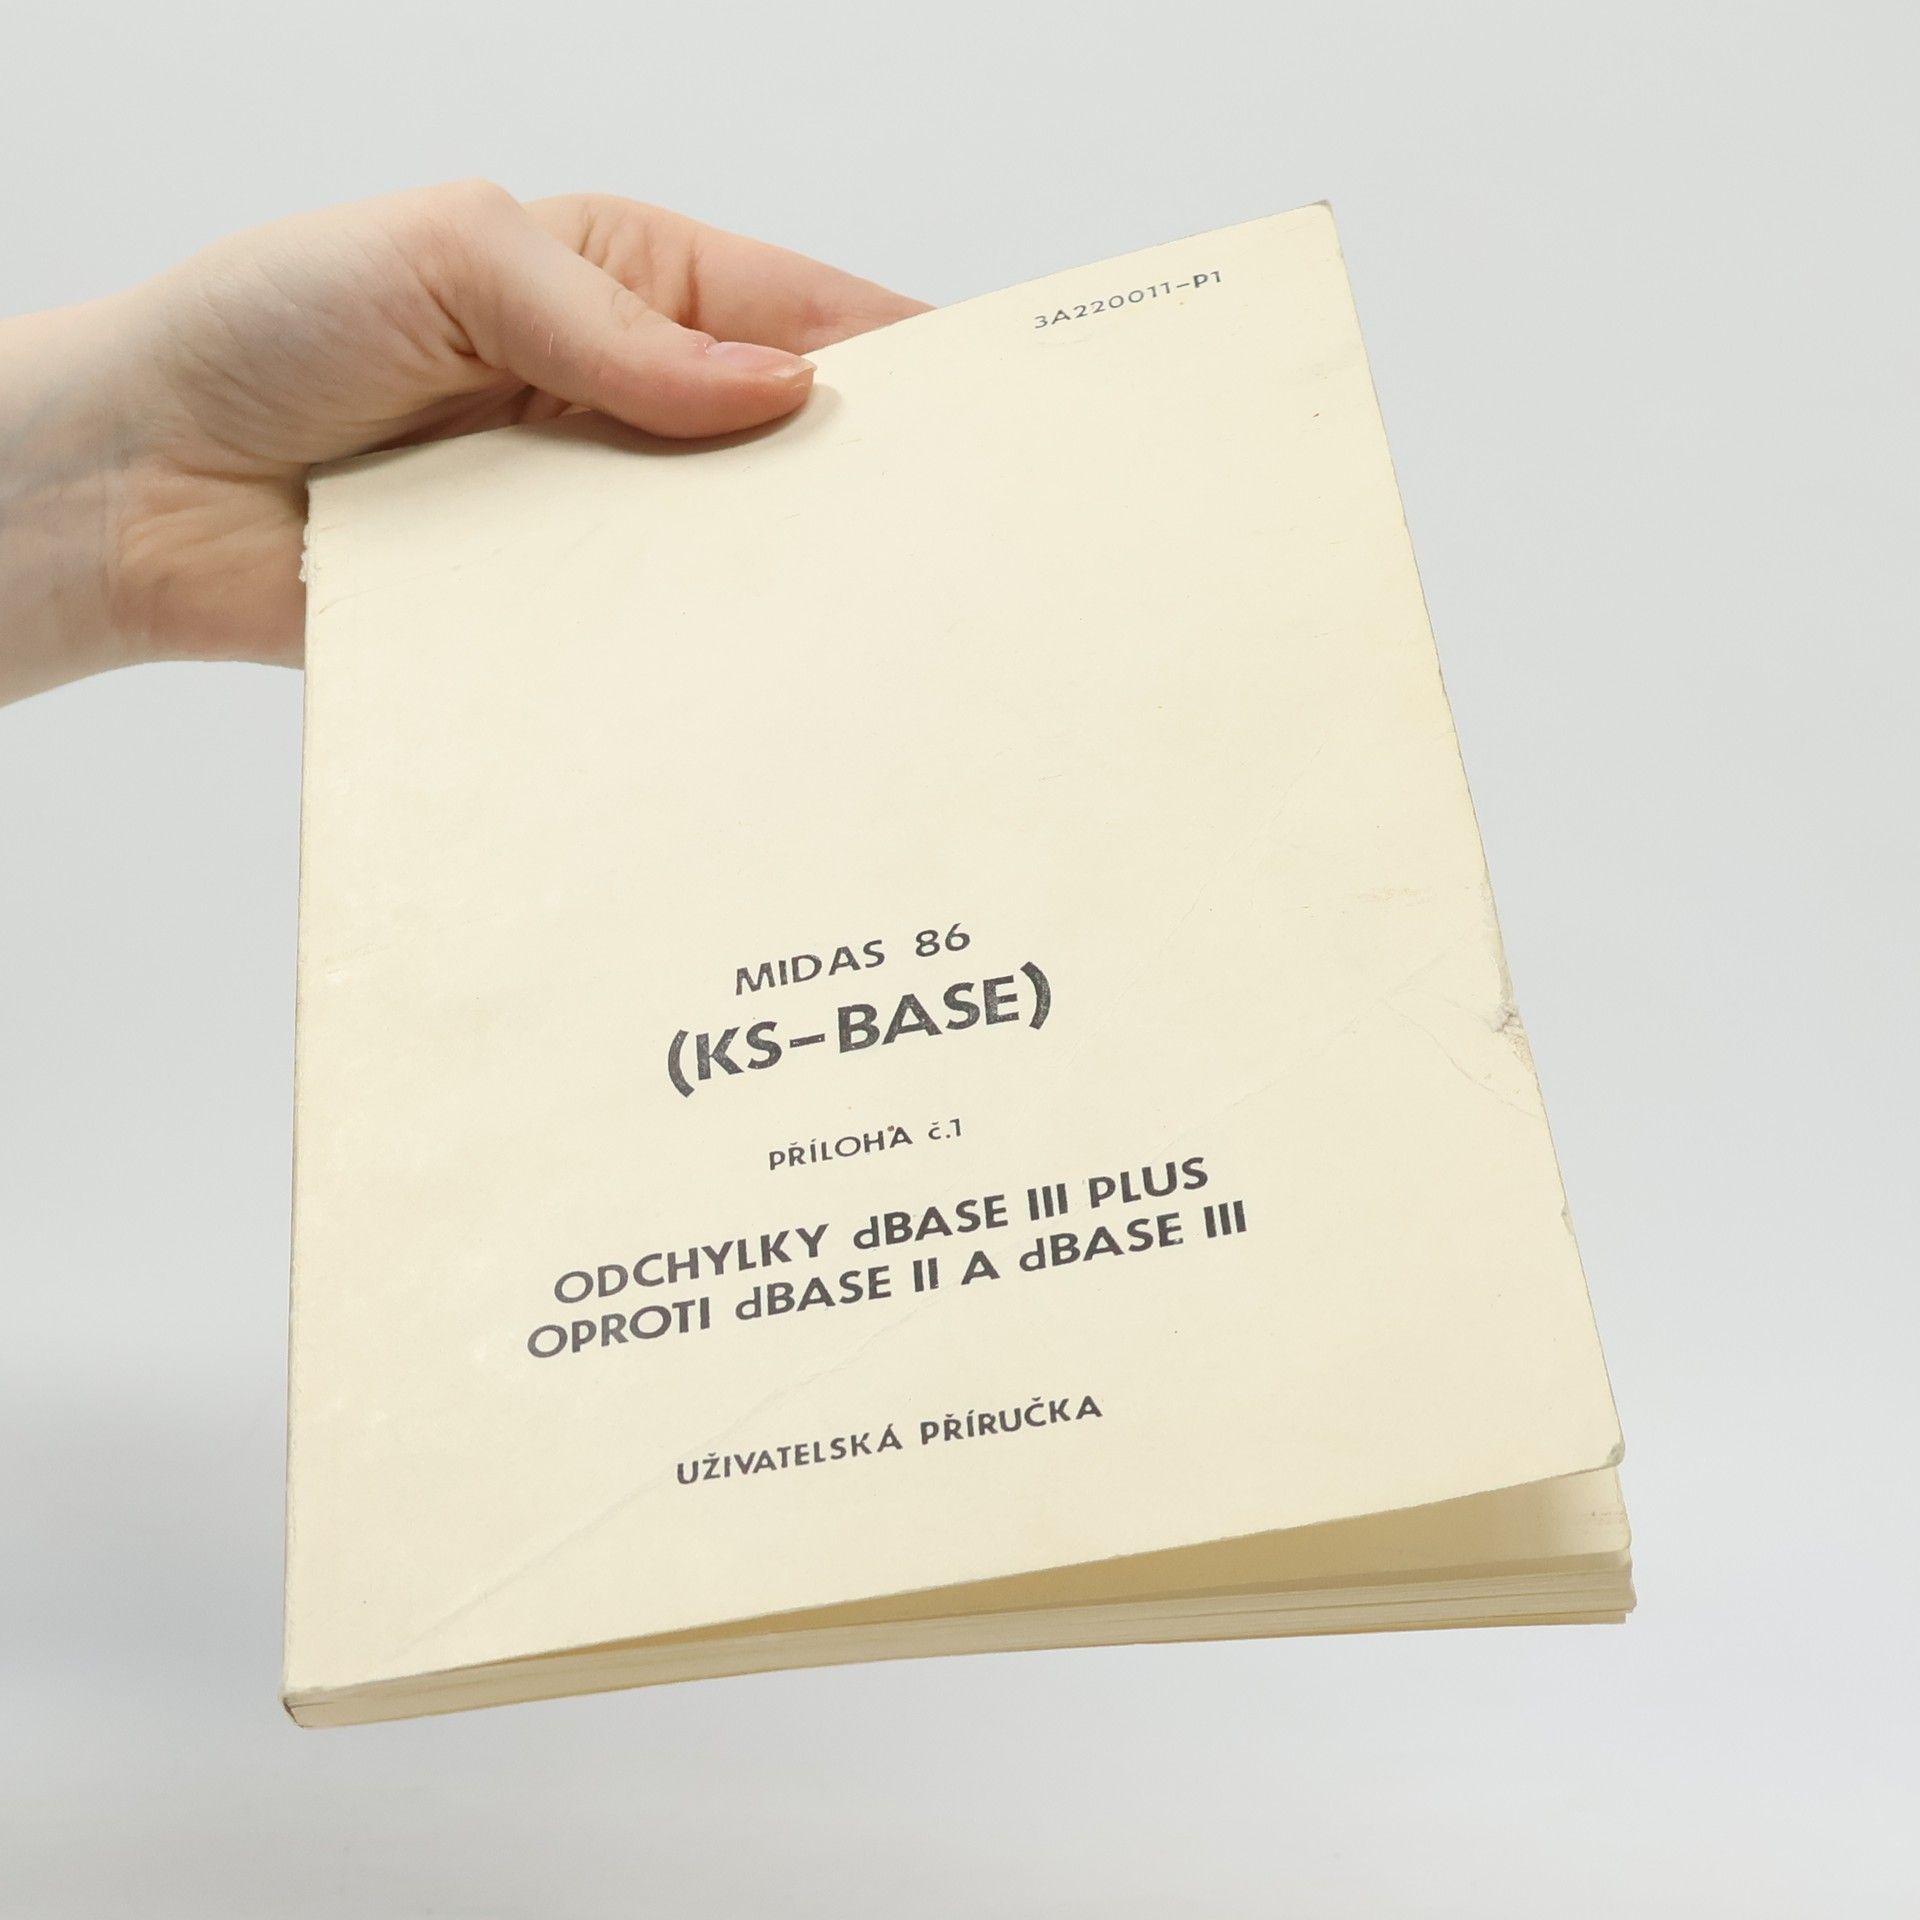 3A220011-P1
MIDAS 86
(KS-BASE)
PŘÍLOHA č.1
ODCHYLKY dBASE III PLUS
OPROTI dBASE II A dBASE III
UŽIVATELSKÁ PŘÍRUČKA